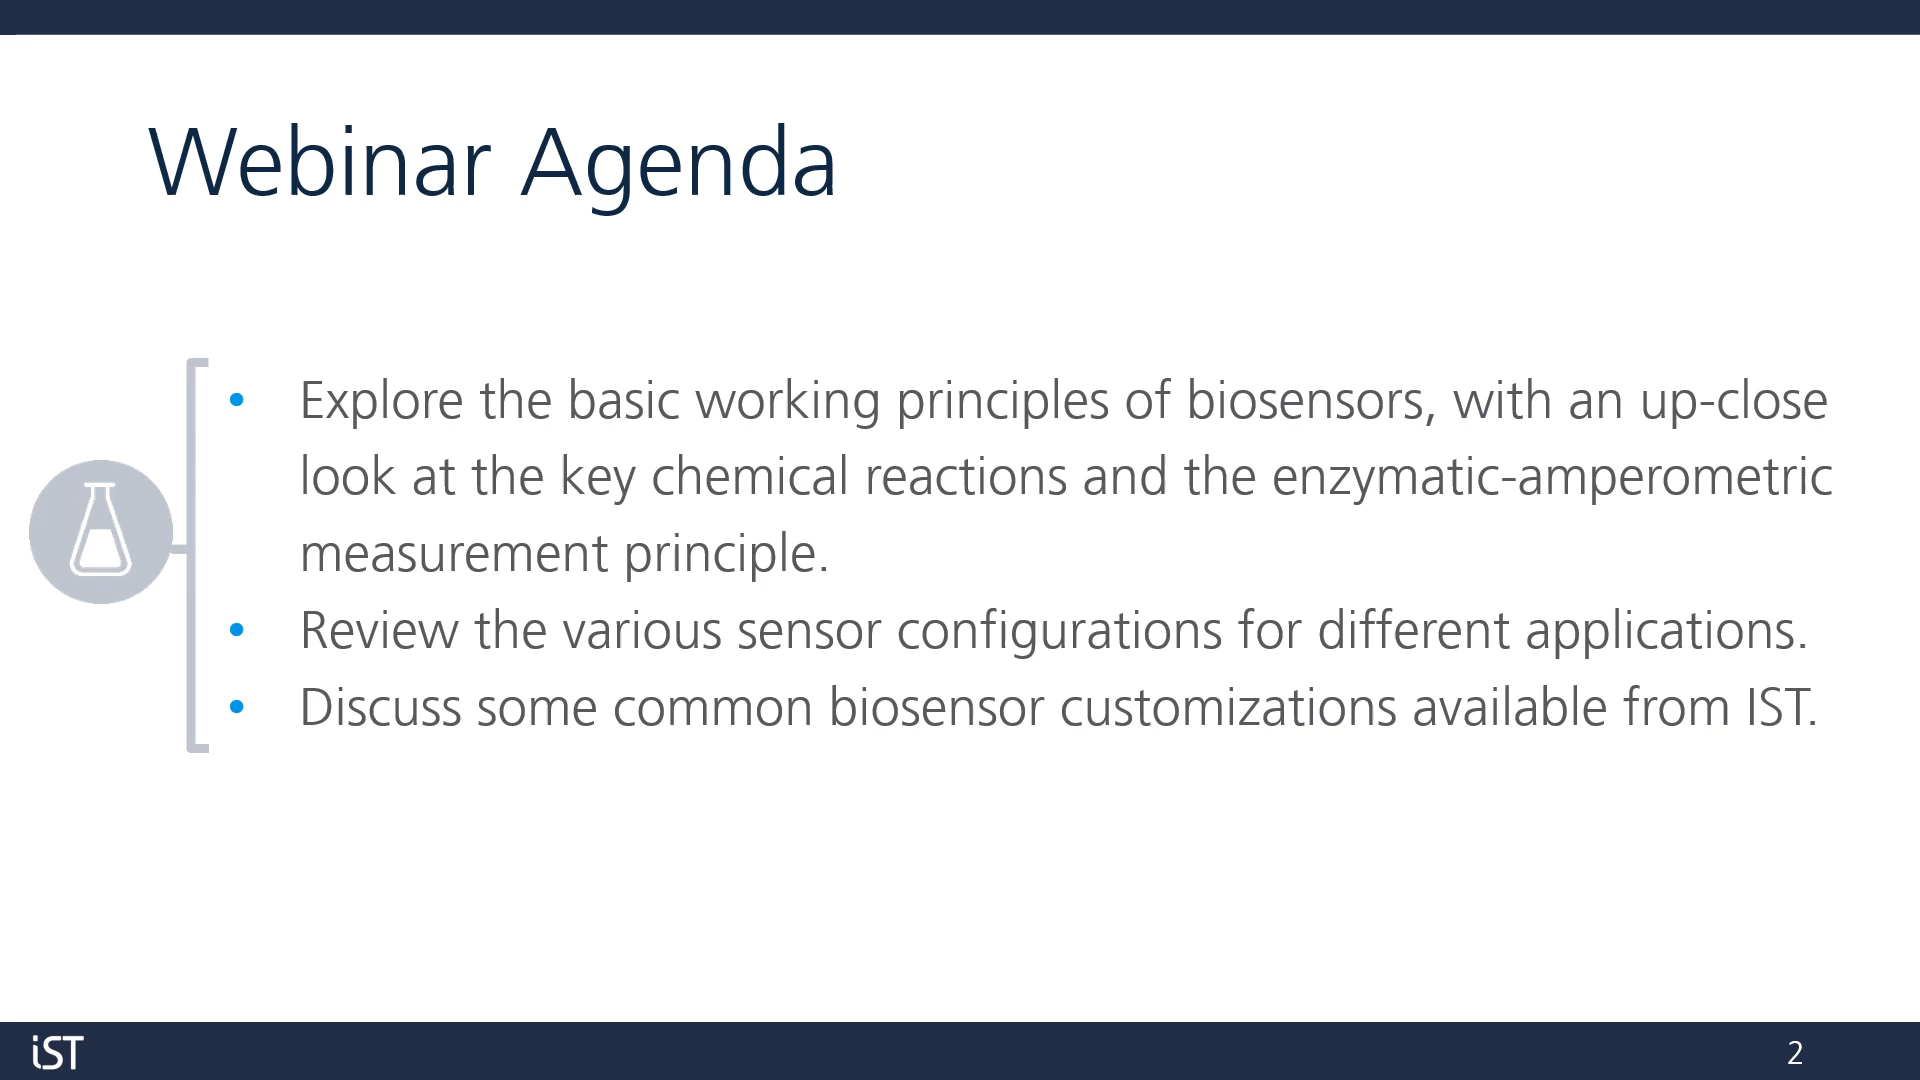 Webinar Agenda
• Explore the basic working principles of biosensors, with an up-close
look at the key chemical reactions and the enzymatic-amperometric
measurement principle.
• Review the various sensor configurations for different applications.
• Discuss some common biosensor customizations available from IST.
iST
2